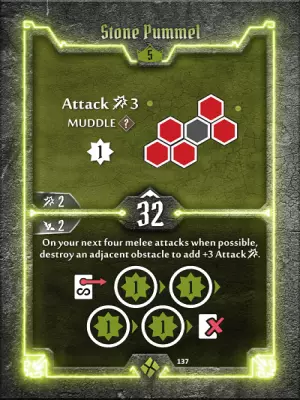 Stone Pummel
5
Attack 3
MUDDLE ?
1
2
32
2
On your next four melee attacks when possible,
destroy an adjacent obstacle to add +3 Attack.
1 1
1 1
137